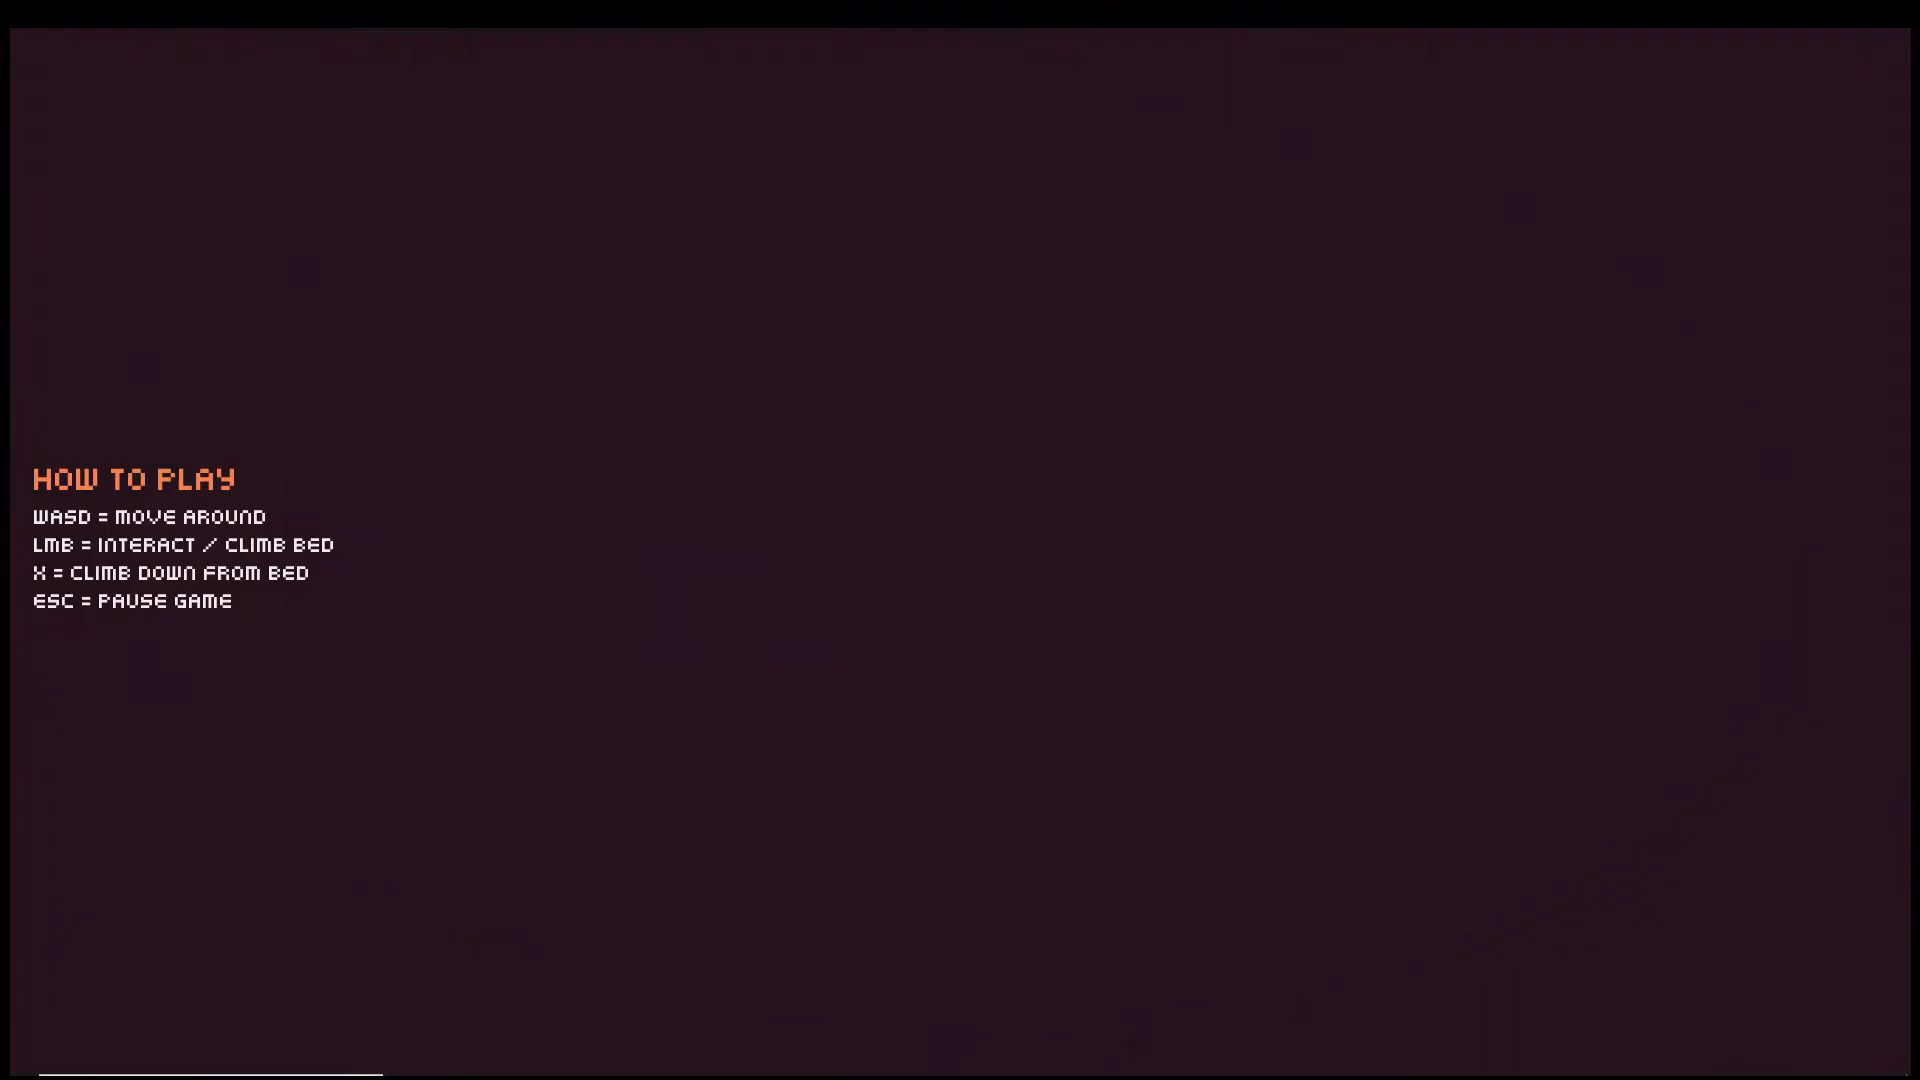 HOW TO PLAY
WASD = MOVE AROUND
LMB = INTERACT / CLIMB BED
X = CLIMB DOWN FROM BED
ESC = PAUSE GAME